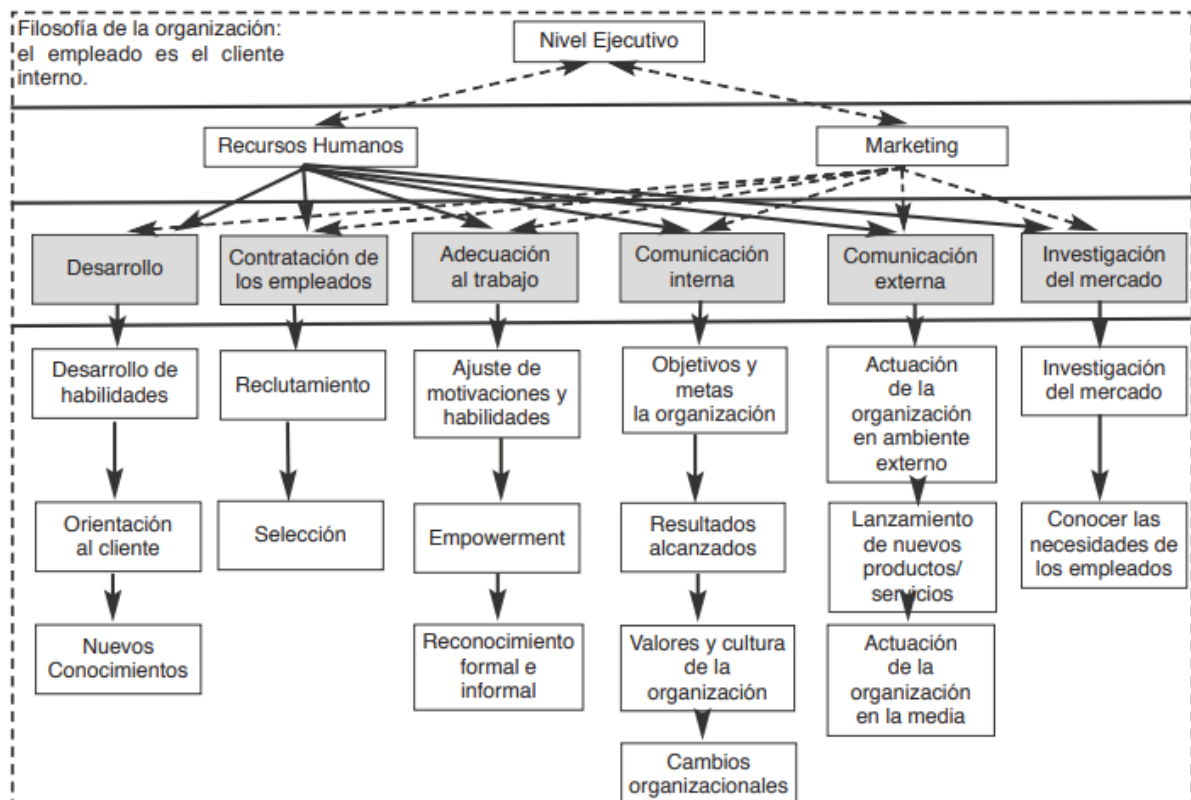 Filosofía de la organización:
el empleado es el cliente
interno.
Nivel Ejecutivo
Recursos Humanos
Marketing
Desarrollo
Contratación de
los empleados
Adecuación
al trabajo
Comunicación
interna
Comunicación
externa
Investigación
del mercado
Desarrollo de
habilidades
Reclutamiento
Ajuste de
motivaciones y
habilidades
Objetivos y
metas
la organización
Actuación
de la
organización
en ambiente
externo
Investigación
del mercado
Orientación
al cliente
Selección
Empowerment
Resultados
alcanzados
Lanzamiento
de nuevos
productos/
servicios
Conocer las
necesidades de
los empleados
Nuevos
Conocimientos
Reconocimiento
formal e
informal
Valores y cultura
de la
organización
Actuación
de la
organización
en la media
Cambios
organizacionales